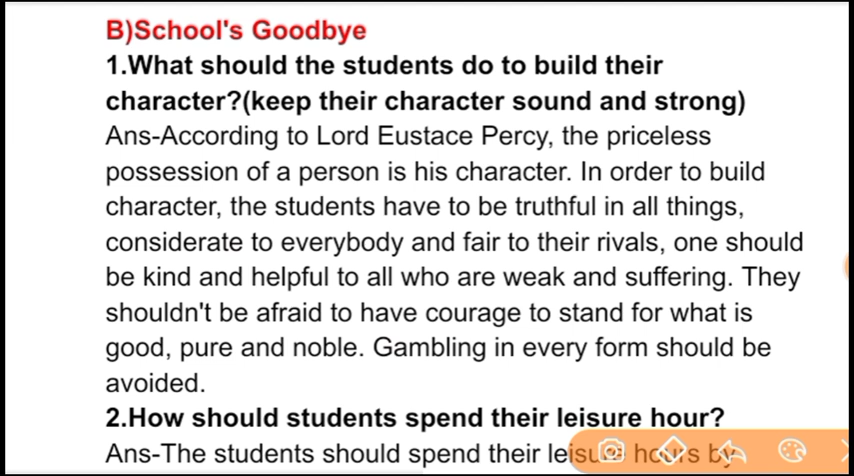 B)School's Goodbye
1.What should the students do to build their
character?(keep their character sound and strong)
Ans-According to Lord Eustace Percy, the priceless
possession of a person is his character. In order to build
character, the students have to be truthful in all things,
considerate to everybody and fair to their rivals, one should
be kind and helpful to all who are weak and suffering. They
shouldn't be afraid to have courage to stand for what is
good, pure and noble. Gambling in every form should be
avoided.
2.How should students spend their leisure hour?
Ans-The students should spend their leisure hours by